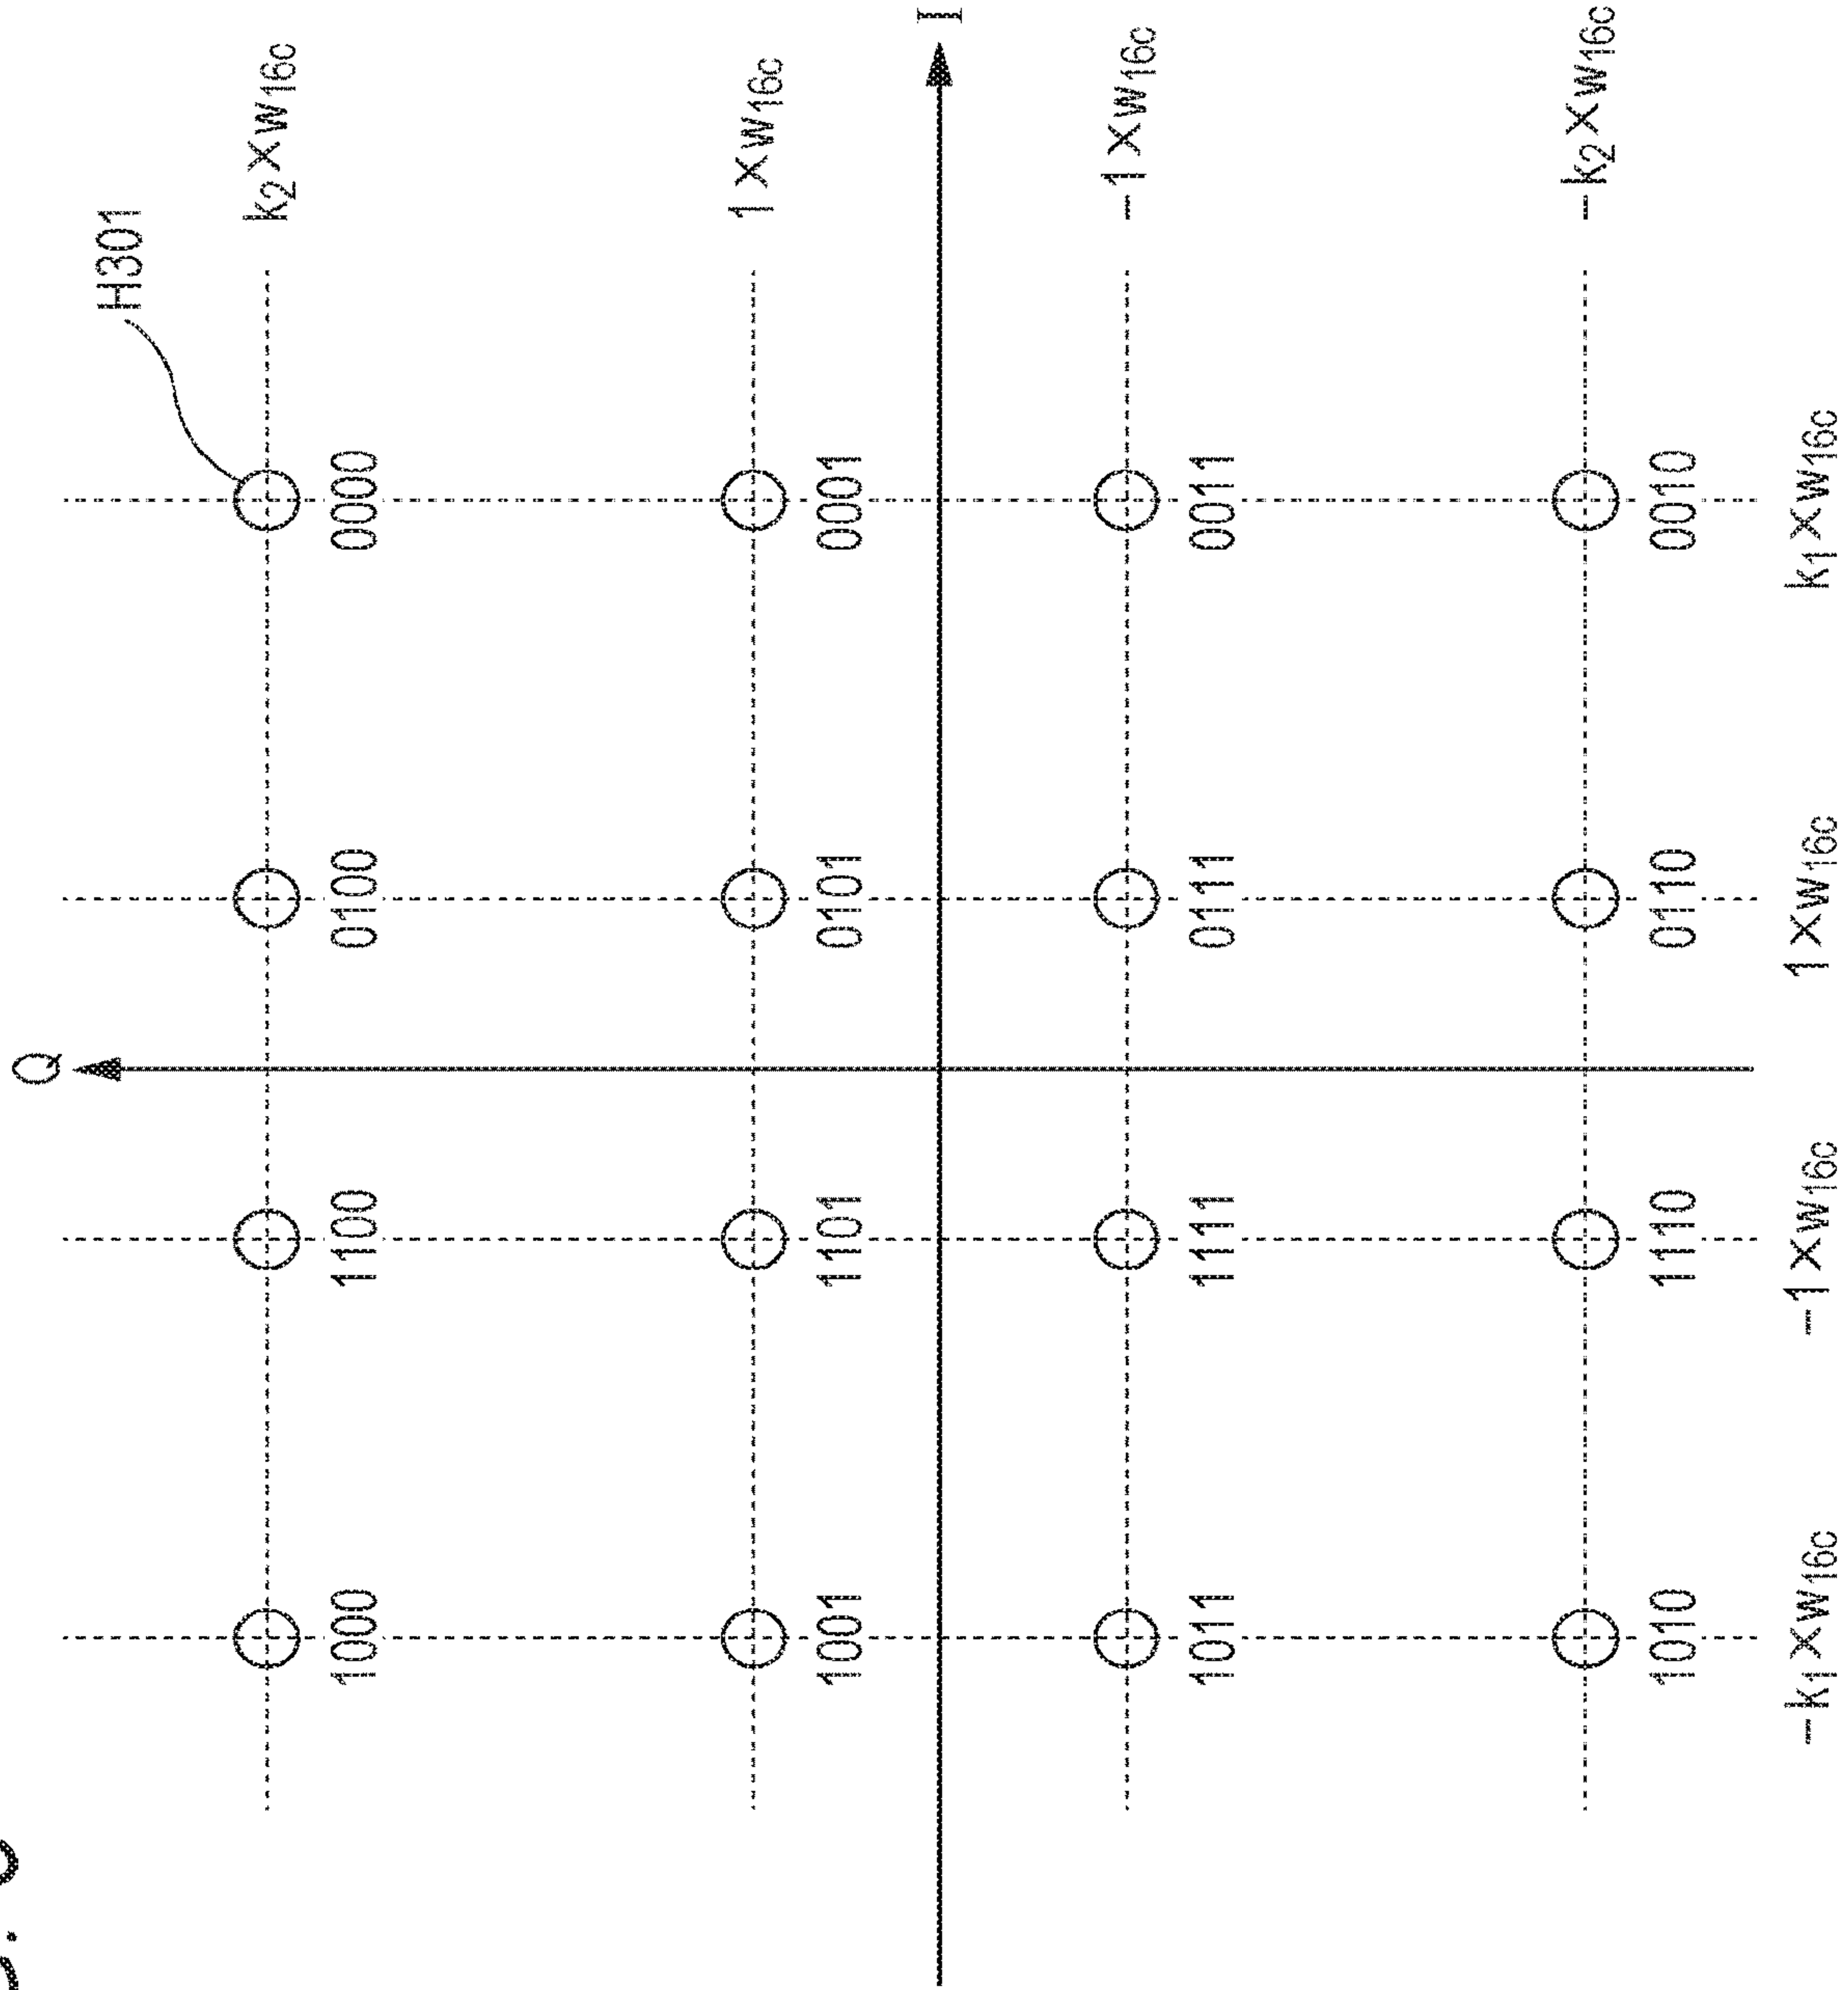 Q
H301
k₂×w₁₆c
1000 1100 0100 0000
1×w₁₆c
1001 1101 0101 0001
I
−1×w₁₆c
1011 1111 0111 0011
−k₂×w₁₆c
1010 1110 0110 0010
−k₁×w₁₆c −1×w₁₆c 1×w₁₆c k₁×w₁₆c